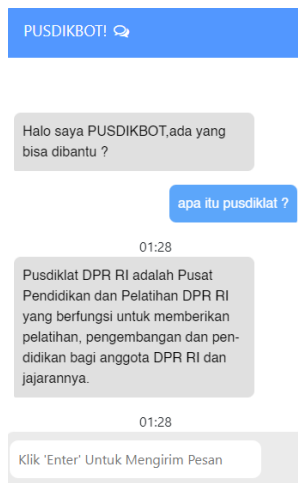 PUSDIKBOT!
Halo saya PUSDIKBOT,ada yang
bisa dibantu ?
apa itu pusdiklat ?
01:28
Pusdiklat DPR RI adalah Pusat
Pendidikan dan Pelatihan DPR RI
yang berfungsi untuk memberikan
pelatihan, pengembangan dan pen-
didikan bagi anggota DPR RI dan
jajarannya.
01:28
Klik 'Enter' Untuk Mengirim Pesan